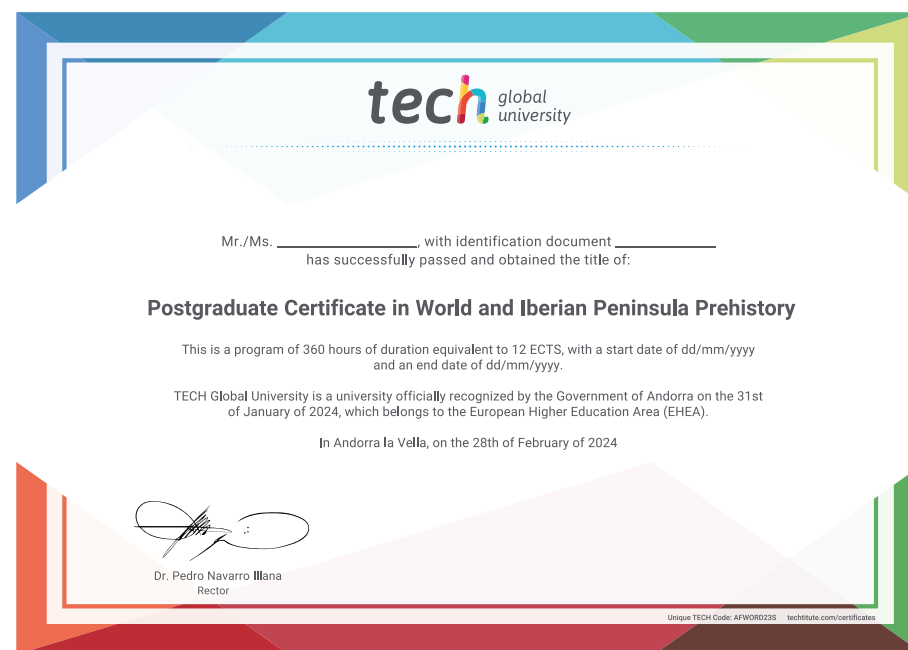 tech global
university
Mr./Ms. ____________, with identification document ____________
has successfully passed and obtained the title of:
Postgraduate Certificate in World and Iberian Peninsula Prehistory
This is a program of 360 hours of duration equivalent to 12 ECTS, with a start date of dd/mm/yyyy
and an end date of dd/mm/yyyy.
TECH Global University is a university officially recognized by the Government of Andorra on the 31st
of January of 2024, which belongs to the European Higher Education Area (EHEA).
In Andorra la Vella, on the 28th of February of 2024
Dr. Pedro Navarro Illana
Rector
Unique TECH Code: AFWORD23S techtitute.com/certificates